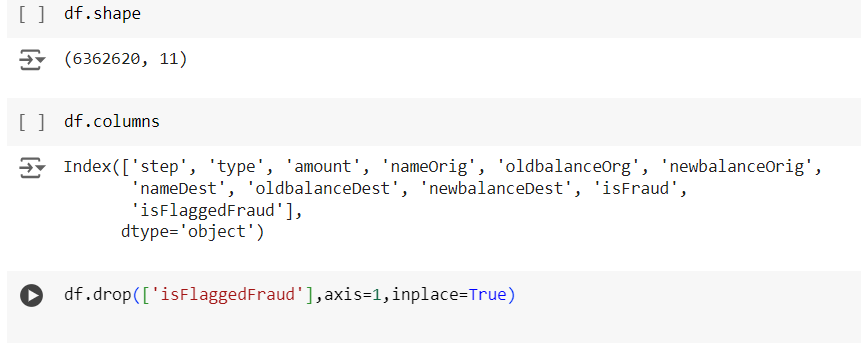 [ ] df.shape
(6362620, 11)
[ ] df.columns
Index(['step', 'type', 'amount', 'nameOrig', 'oldbalanceOrg', 'newbalanceOrig',
'nameDest', 'oldbalanceDest', 'newbalanceDest', 'isFraud',
'isFlaggedFraud'],
dtype='object')
df.drop(['isFlaggedFraud'],axis=1,inplace=True)